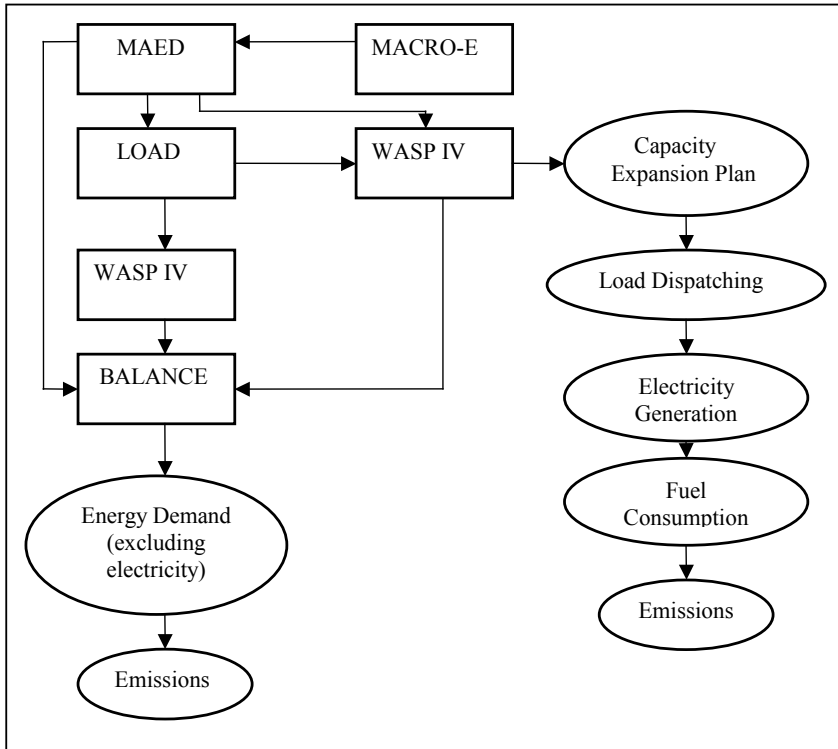 MAED
MACRO-E
LOAD
WASP IV
Capacity
Expansion Plan
WASP IV
Load Dispatching
BALANCE
Electricity
Generation
Energy Demand
(excluding
electricity)
Fuel
Consumption
Emissions
Emissions